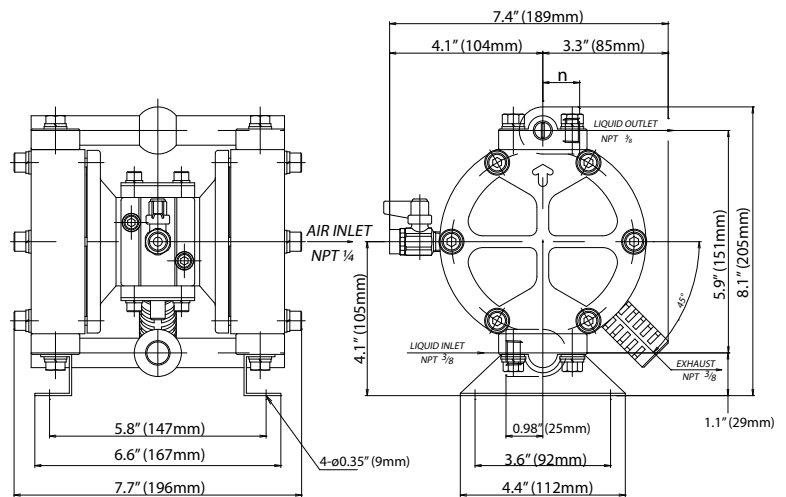 7.4” (189mm)
4.1” (104mm)
3.3” (85mm)
n
LIQUID OUTLET
NPT ⅜
AIR INLET
NPT ¼
4.1” (105mm)
5.9” (151mm)
8.1” (205mm)
45°
LIQUID INLET
NPT 3/8
EXHAUST
NPT 3/8
1.1” (29mm)
0.98” (25mm)
5.8” (147mm)
3.6” (92mm)
6.6” (167mm)
4-ø0.35” (9mm)
7.7” (196mm)
4.4” (112mm)